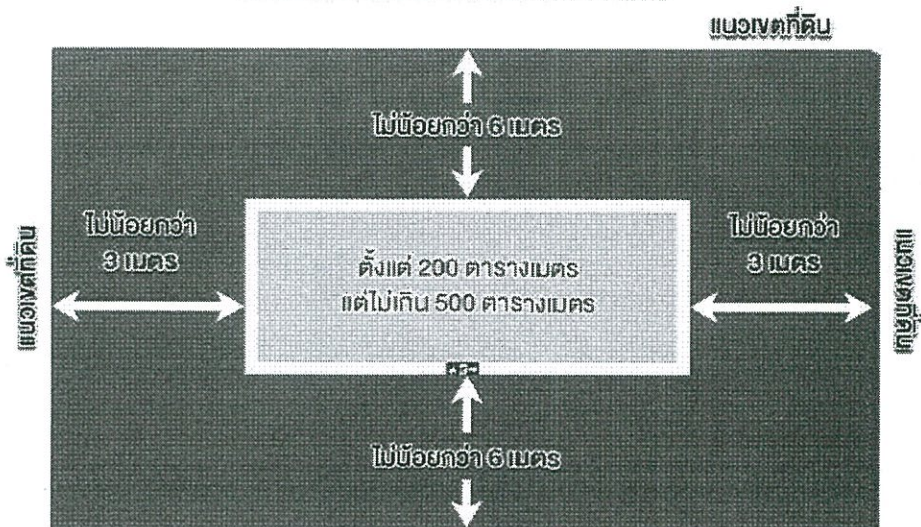 แนวเขตที่ดิน
ไม่น้อยกว่า 6 เมตร
แนวเขตที่ดิน
ไม่น้อยกว่า
3 เมตร
ตั้งแต่ 200 ตารางเมตร
แต่ไม่เกิน 500 ตารางเมตร
ไม่น้อยกว่า
3 เมตร
แนวเขตที่ดิน
ไม่น้อยกว่า 6 เมตร